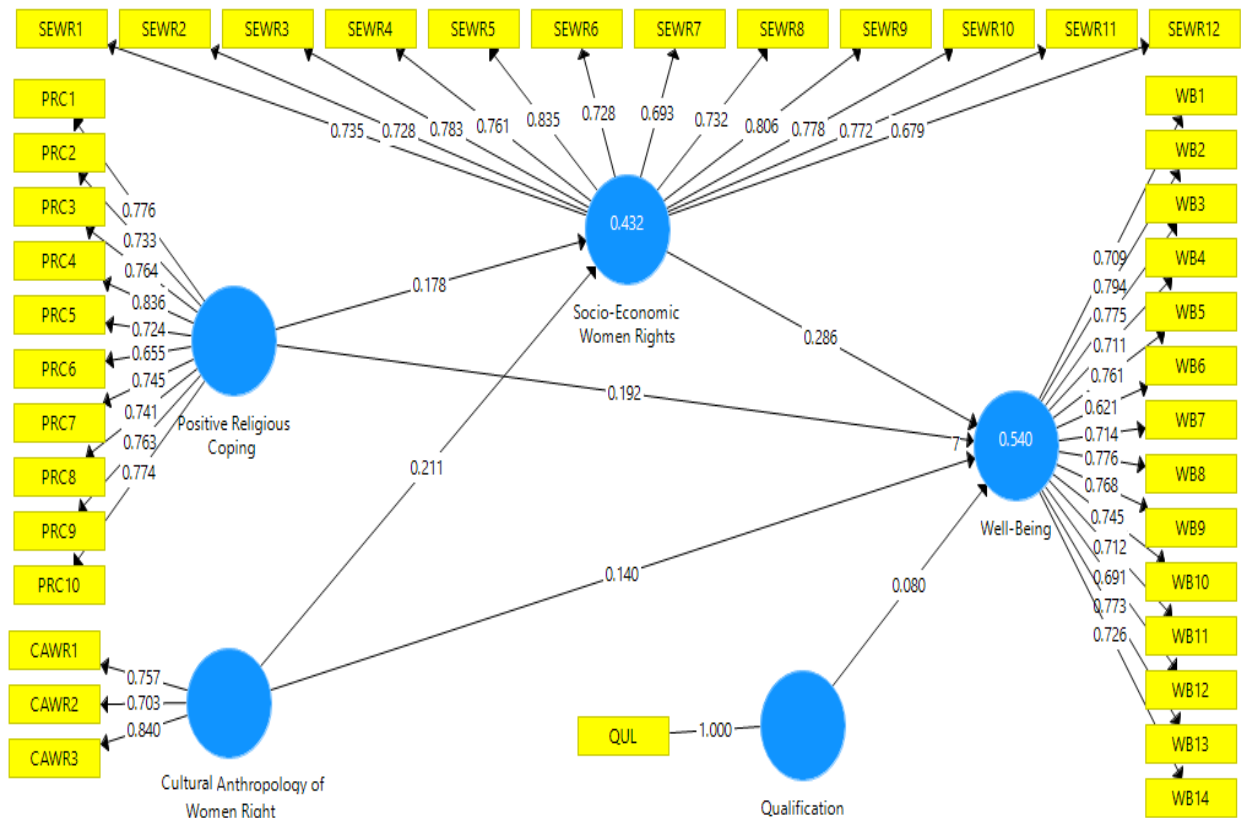 SEWR1 SEWR2 SEWR3 SEWR4 SEWR5 SEWR6 SEWR7 SEWR8 SEWR9 SEWR10 SEWR11 SEWR12
0.735 0.728 0.783 0.761 0.835 0.728 0.693 0.732 0.806 0.778 0.772 0.679
PRC1
PRC2
PRC3
PRC4
PRC5
PRC6
PRC7
PRC8
PRC9
PRC10
0.776
0.733
0.764
0.836
0.724
0.655
0.745
0.741
0.763
0.774
Positive Religious
Coping
0.432
Socio-Economic
Women Rights
0.178
0.286
0.192
0.211
0.140
0.080
7
0.540
Well-Being
WB1
WB2
WB3
WB4
WB5
WB6
WB7
WB8
WB9
WB10
WB11
WB12
WB13
WB14
0.709
0.794
0.775
0.711
0.761
0.621
0.714
0.776
0.768
0.745
0.712
0.691
0.773
0.726
CAWR1
CAWR2
CAWR3
0.757
0.703
0.840
Cultural Anthropology of
Women Right
QUL
1.000
Qualification